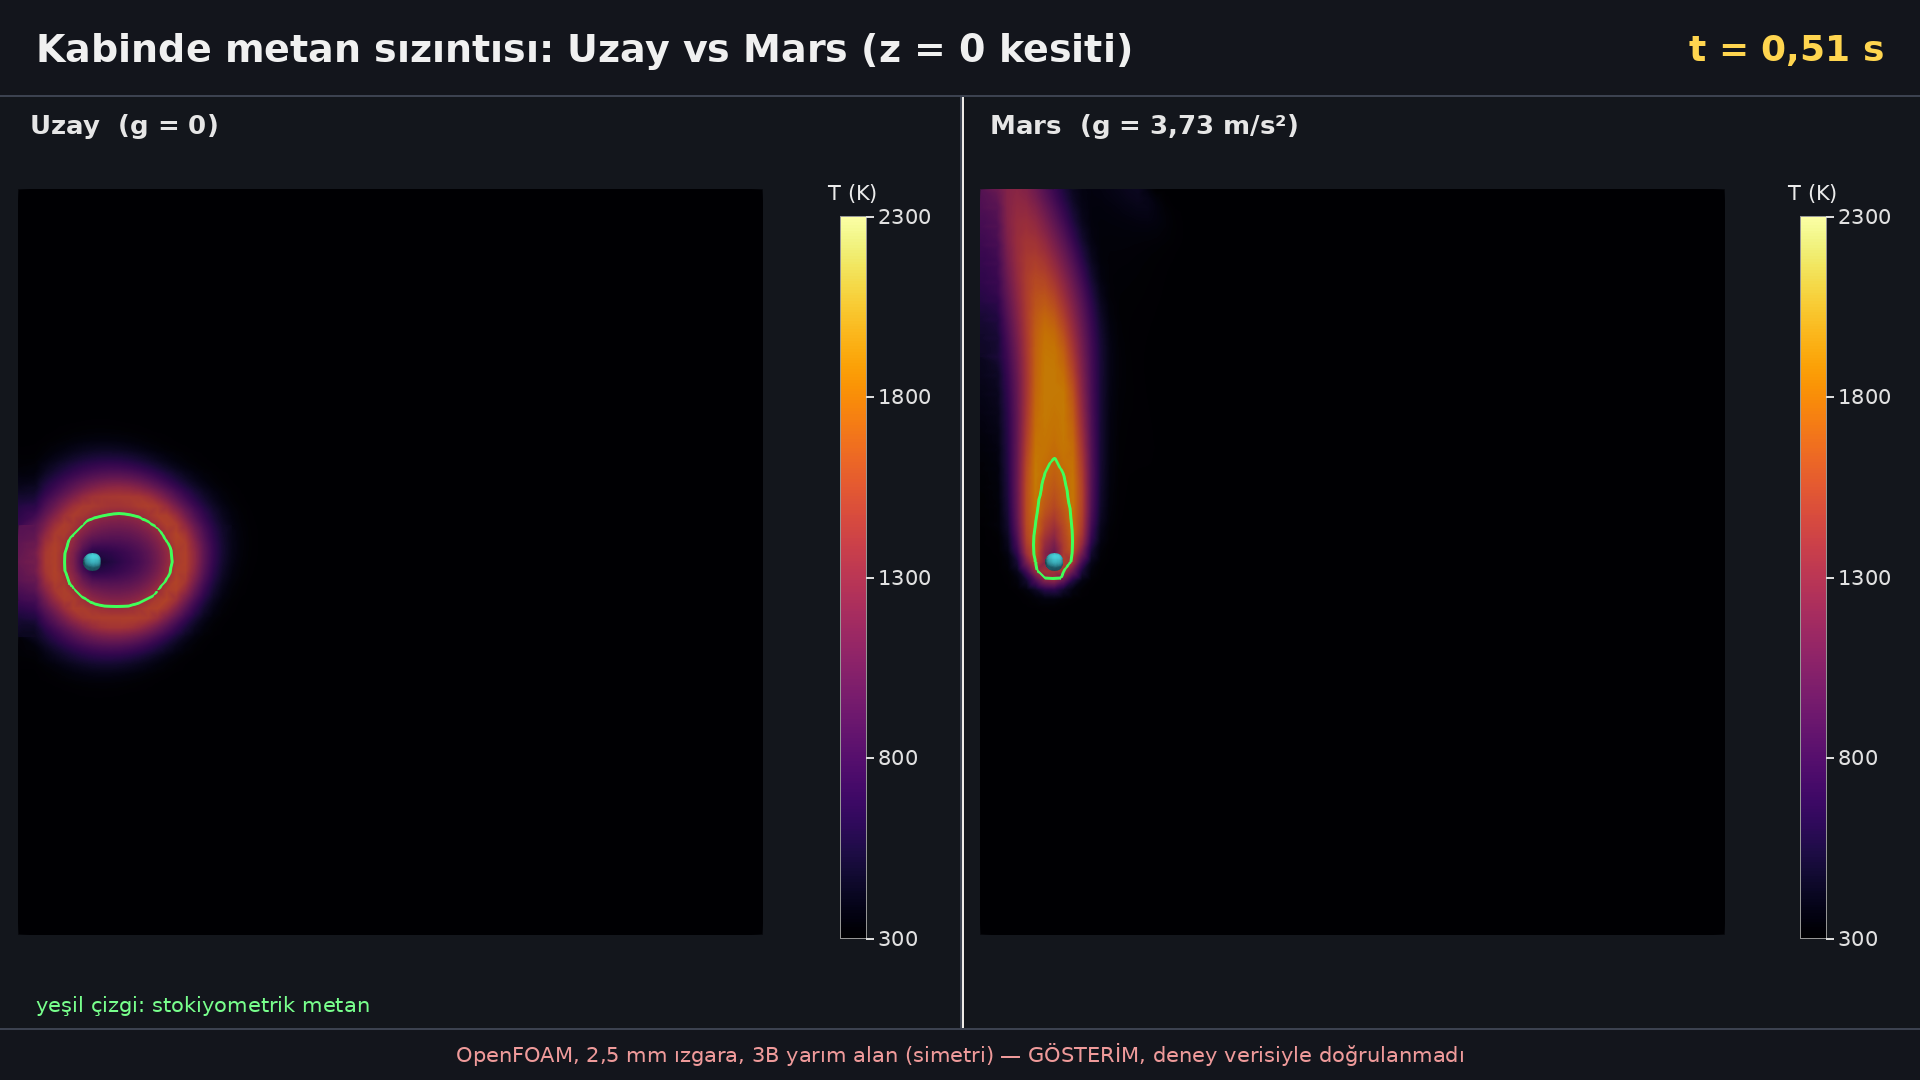 Kabinde metan sızıntısı: Uzay vs Mars (z = 0 kesiti)
t = 0,51 s
Uzay (g = 0)
T (K)
2300
1800
1300
800
300
Mars (g = 3,73 m/s²)
T (K)
2300
1800
1300
800
300
yeşil çizgi: stokiyometrik metan
OpenFOAM, 2,5 mm ızgara, 3B yarım alan (simetri) — GÖSTERİM, deney verisiyle doğrulanmadı